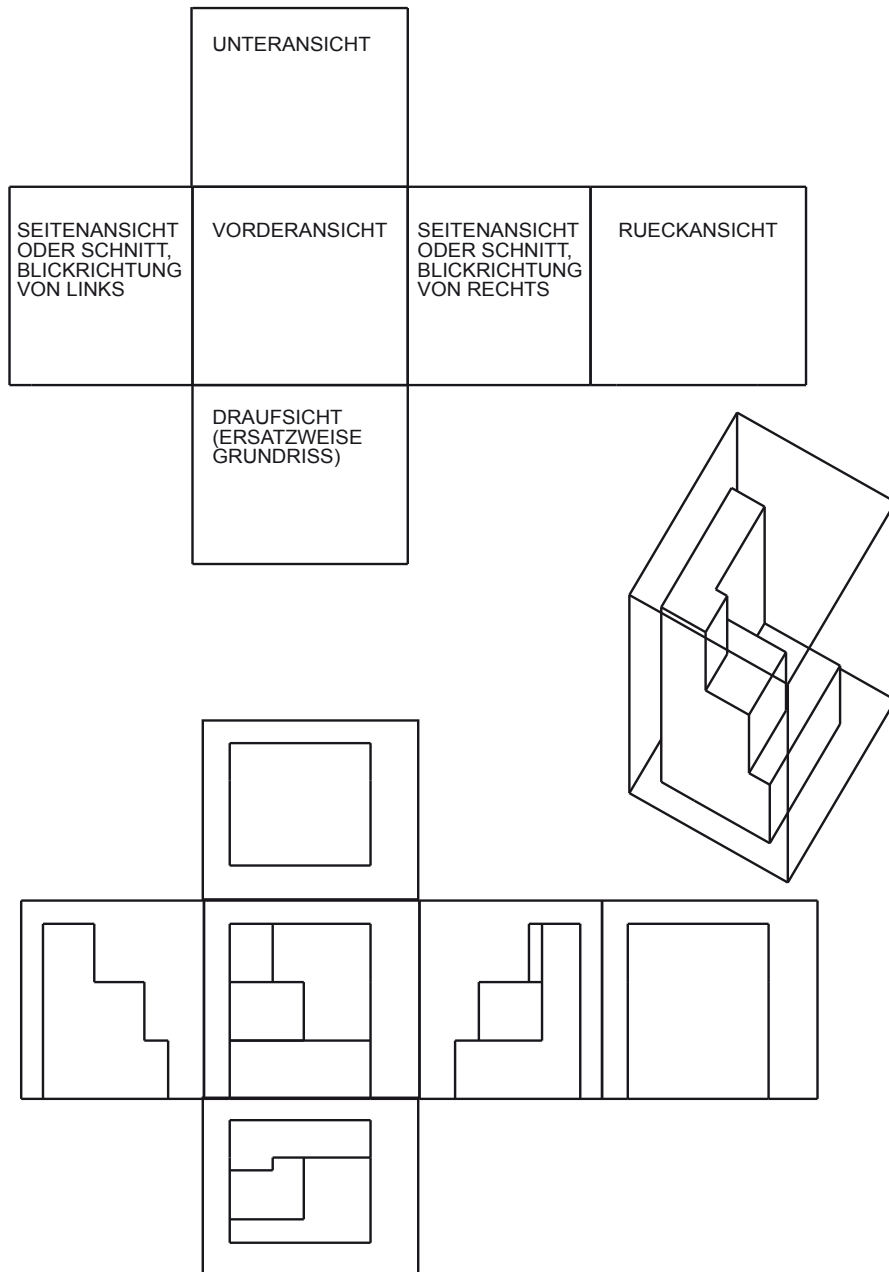 UNTERANSICHT
SEITENANSICHT
ODER SCHNITT,
BLICKRICHTUNG
VON LINKS
VORDERANSICHT
SEITENANSICHT
ODER SCHNITT,
BLICKRICHTUNG
VON RECHTS
RUECKANSICHT
DRAUFSICHT
(ERSATZWEISE
GRUNDRISS)